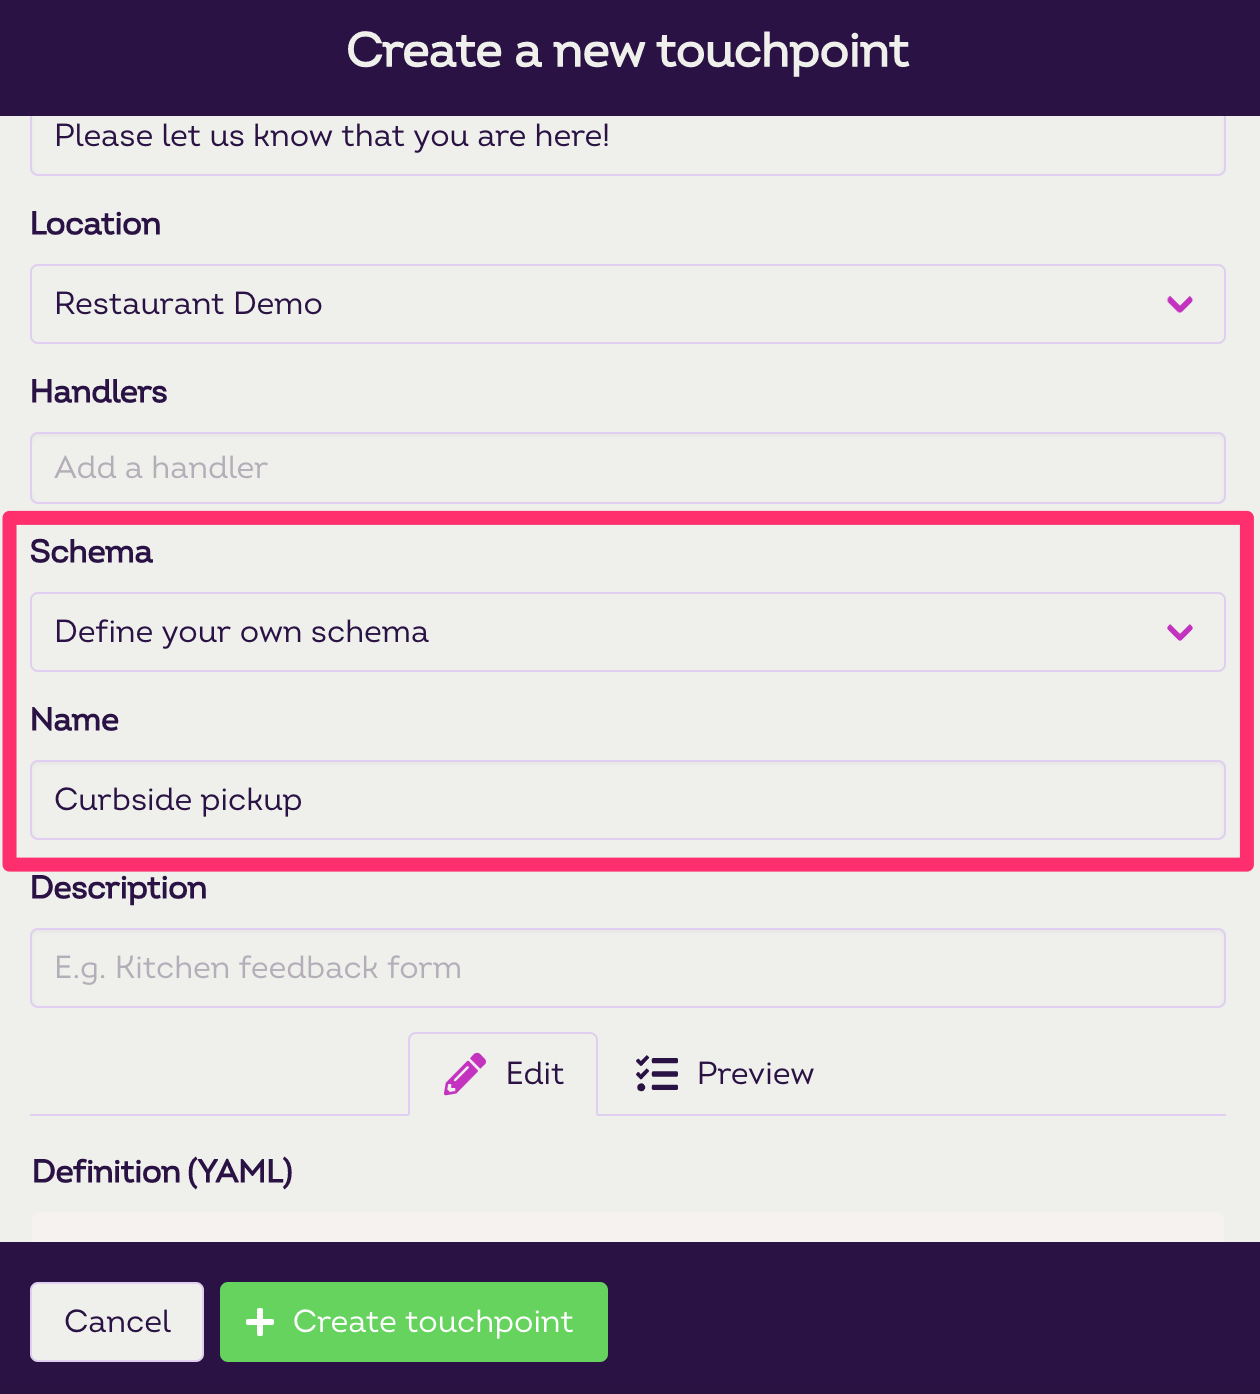 Create a new touchpoint
Please let us know that you are here!
Location
Restaurant Demo
Handlers
Add a handler
Schema
Define your own schema
Name
Curbside pickup
Description
E.g. Kitchen feedback form
Edit Preview
Definition (YAML)
Cancel Create touchpoint